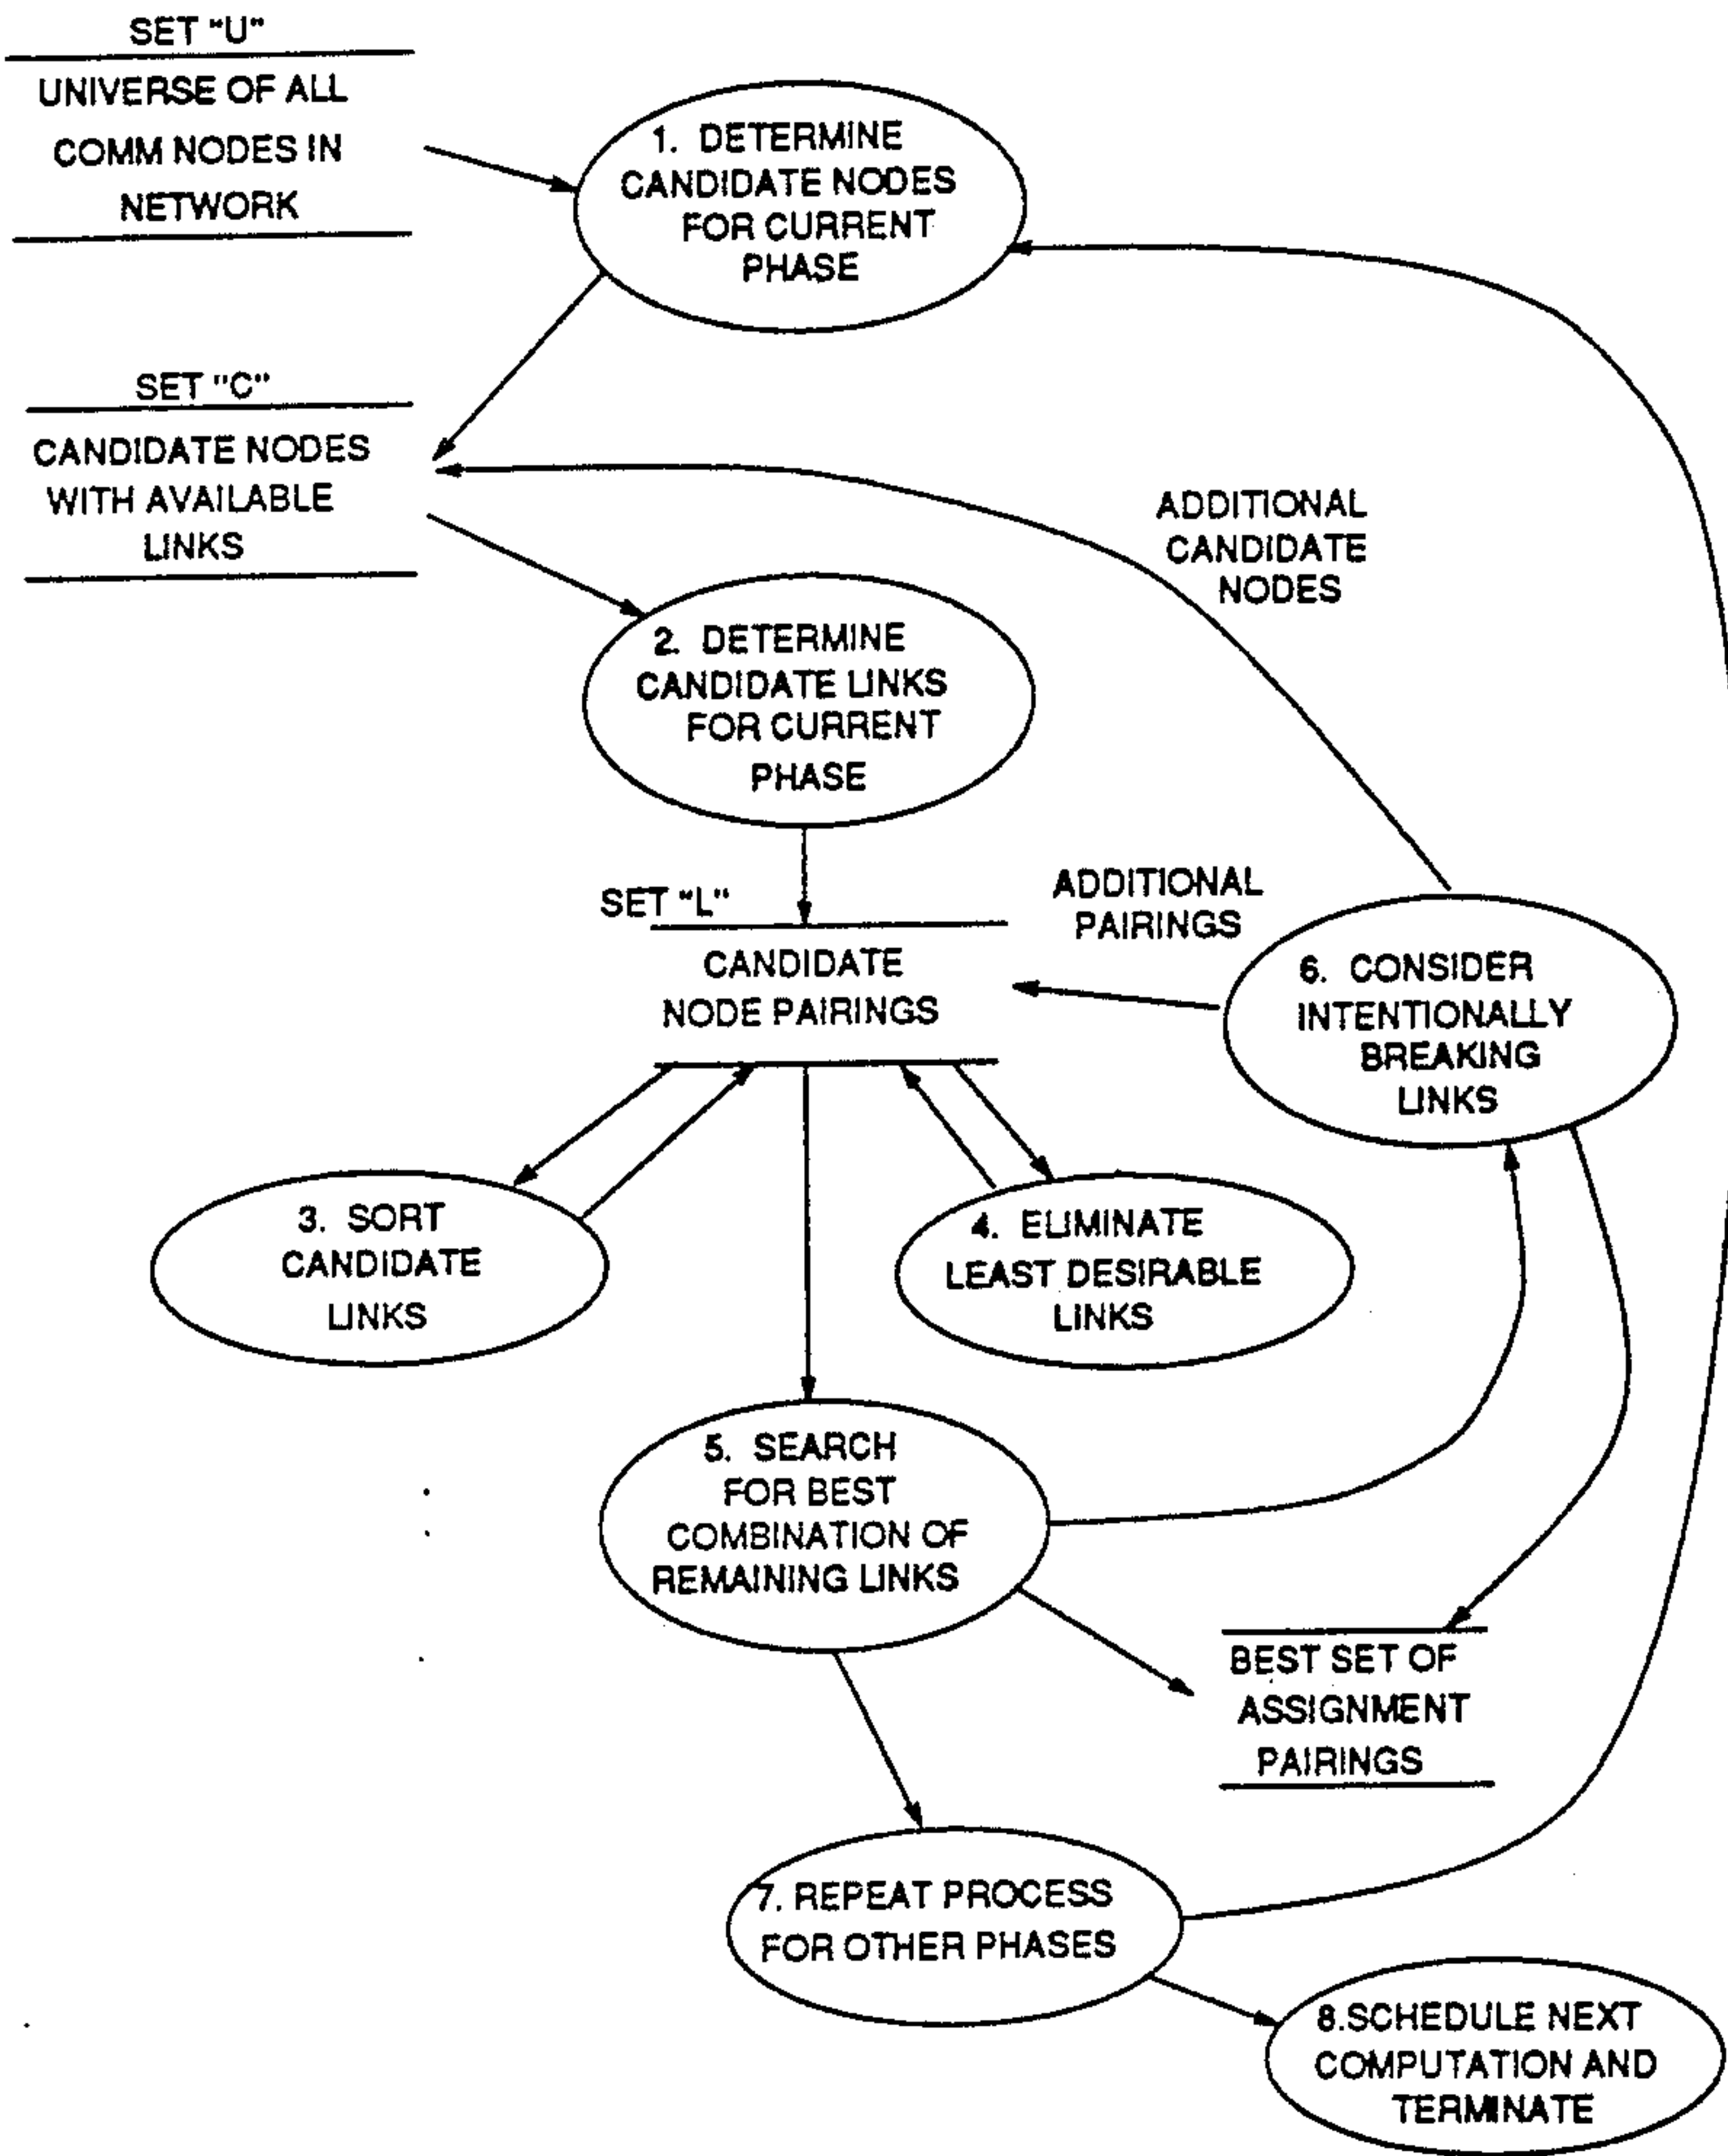 SET "U"
UNIVERSE OF ALL
COMM NODES IN
NETWORK
1. DETERMINE
CANDIDATE NODES
FOR CURRENT
PHASE
SET "C"
CANDIDATE NODES
WITH AVAILABLE
LINKS
ADDITIONAL
CANDIDATE
NODES
2. DETERMINE
CANDIDATE LINKS
FOR CURRENT
PHASE
SET "L"
CANDIDATE
NODE PAIRINGS
ADDITIONAL
PAIRINGS
6. CONSIDER
INTENTIONALLY
BREAKING
LINKS
3. SORT
CANDIDATE
LINKS
4. ELIMINATE
LEAST DESIRABLE
LINKS
5. SEARCH
FOR BEST
COMBINATION OF
REMAINING LINKS
BEST SET OF
ASSIGNMENT
PAIRINGS
7. REPEAT PROCESS
FOR OTHER PHASES
8.SCHEDULE NEXT
COMPUTATION AND
TERMINATE